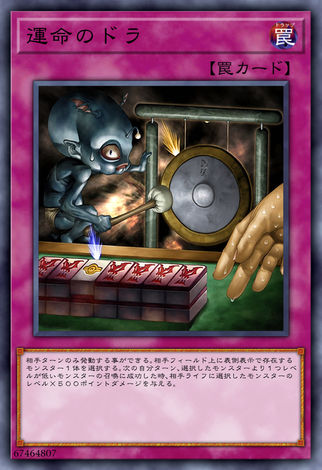 運命のドラ
トラップ
罠
【罠カード】
相手ターンのみ発動する事ができる。相手フィールド上に表側表示で存在する
モンスター1体を選択する。次の自分ターン、選択したモンスターより1つレベ
ルが低いモンスターの召喚に成功した時、相手ライフに選択したモンスターの
レベル×500ポイントダメージを与える。
67464807